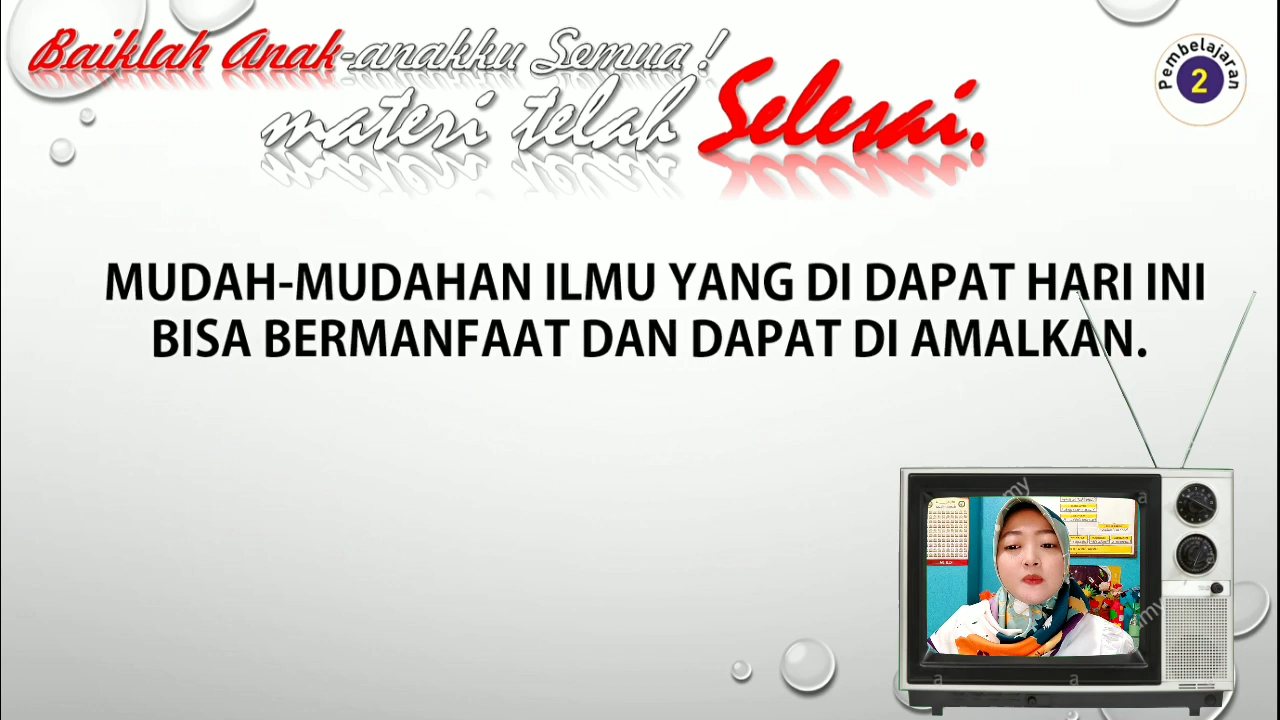 Baiklah Anak-anakku Semua !
materi telah Selesai.
Pembelajaran
2
MUDAH-MUDAHAN ILMU YANG DI DAPAT HARI INI
BISA BERMANFAAT DAN DAPAT DI AMALKAN.